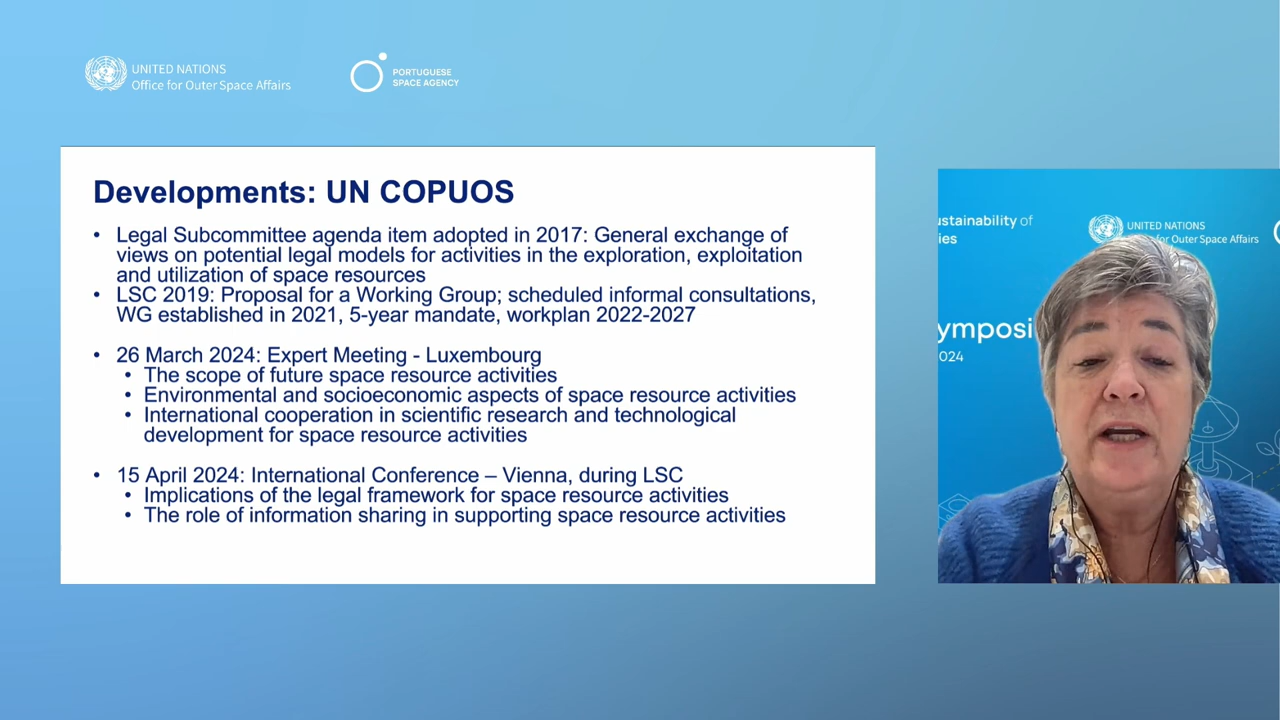 UNITED NATIONS
Office for Outer Space Affairs
PORTUGUESE
SPACE AGENCY
Developments: UN COPUOS
• Legal Subcommittee agenda item adopted in 2017: General exchange of
views on potential legal models for activities in the exploration, exploitation
and utilization of space resources
• LSC 2019: Proposal for a Working Group; scheduled informal consultations,
WG established in 2021, 5-year mandate, workplan 2022-2027
• 26 March 2024: Expert Meeting - Luxembourg
• The scope of future space resource activities
• Environmental and socioeconomic aspects of space resource activities
• International cooperation in scientific research and technological
development for space resource activities
• 15 April 2024: International Conference – Vienna, during LSC
• Implications of the legal framework for space resource activities
• The role of information sharing in supporting space resource activities
ustainability of
ies
UNITED NATIONS
for Outer Space Affairs
ymposi
024